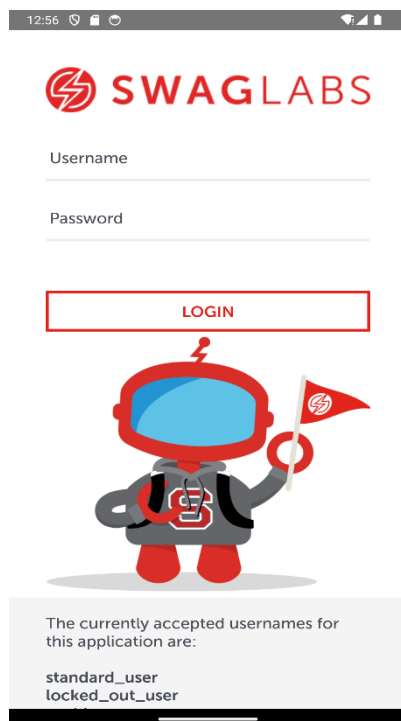 12:56
SWAGLABS
Username
Password
LOGIN
S
The currently accepted usernames for
this application are:
standard_user
locked_out_user